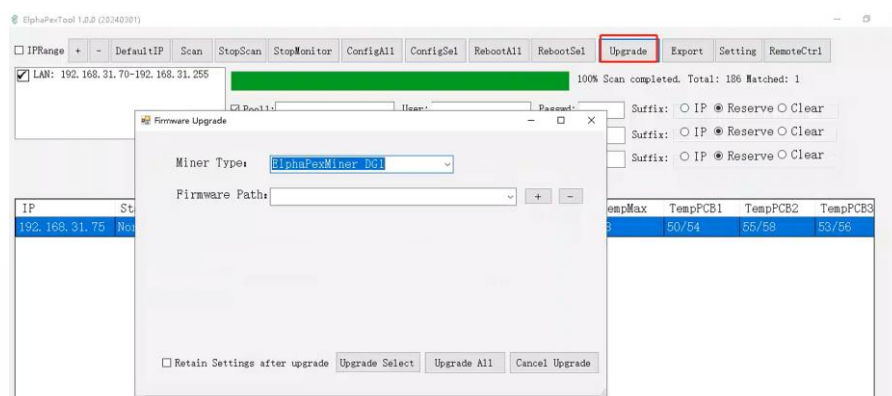 ElphaPexTool 1.0.0 (20240301)
IPRange + - DefaultIP Scan StopScan StopMonitor ConfigAll ConfigSel RebootAll RebootSel Upgrade Export Setting RemoteCtrl
LAN: 192.168.31.70-192.168.31.255
100% Scan completed. Total: 186 Matched: 1
Pool1: User: Passwd: Suffix: IP Reserve Clear
Suffix: IP Reserve Clear
Suffix: IP Reserve Clear
Firmware Upgrade
Miner Type: ElphaPexMiner DG1
Firmware Path: + -
IP TempPCB1 TempPCB2 TempPCB3
192.168.31.75 50/54 55/58 53/56
Retain Settings after upgrade Upgrade Select Upgrade All Cancel Upgrade